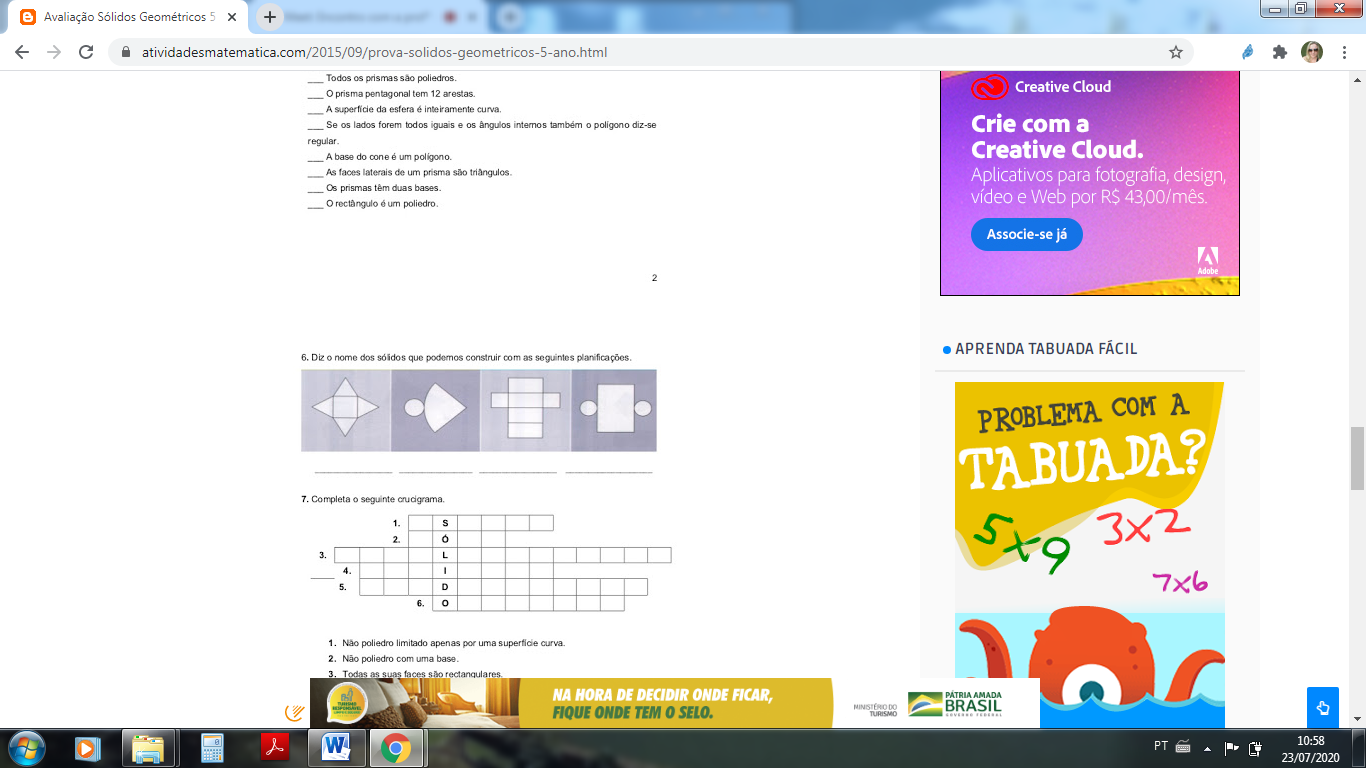 Avaliação Sólidos Geométricos 5
atividadesmatematica.com/2015/09/prova-solidos-geometricos-5-ano.html
___ Todos os prismas são poliedros.
___ O prisma pentagonal tem 12 arestas.
___ A superfície da esfera é inteiramente curva.
___ Se os lados forem todos iguais e os ângulos internos também o polígono diz-se
regular.
___ A base do cone é um polígono.
___ As faces laterais de um prisma são triângulos.
___ Os prismas têm duas bases.
___ O rectângulo é um poliedro.
2
6. Diz o nome dos sólidos que podemos construir com as seguintes planificações.
7. Completa o seguinte crucigrama.
1. S
2. Ó
3. L
4. I
5. D
6. O
1. Não poliedro limitado apenas por uma superfície curva.
2. Não poliedro com uma base.
3. Todas as suas faces são rectangulares.
Creative Cloud
Crie com a
Creative Cloud.
Aplicativos para fotografia, design,
vídeo e Web por R$ 43,00/mês.
Associe-se já
Adobe
APRENDA TABUADA FÁCIL
PROBLEMA COM A
TABUADA?
5x9
3x2
7x6
TURISMO
RESPONSÁVEL
NA HORA DE DECIDIR ONDE FICAR,
FIQUE ONDE TEM O SELO.
MINISTÉRIO DO
TURISMO
PÁTRIA AMADA
BRASIL
GOVERNO FEDERAL
PT
10:58
23/07/2020